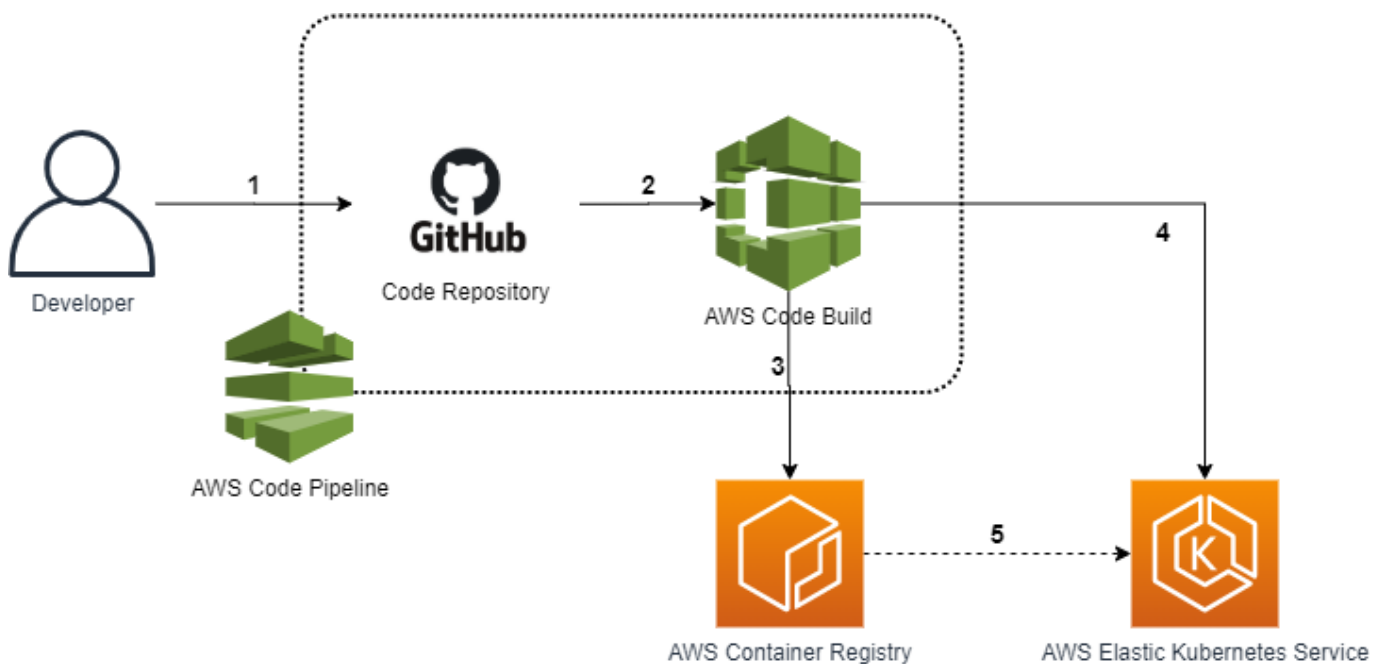 1
2
4
GitHub
Code Repository
Developer
AWS Code Build
3
AWS Code Pipeline
K
5
AWS Container Registry
AWS Elastic Kubernetes Service